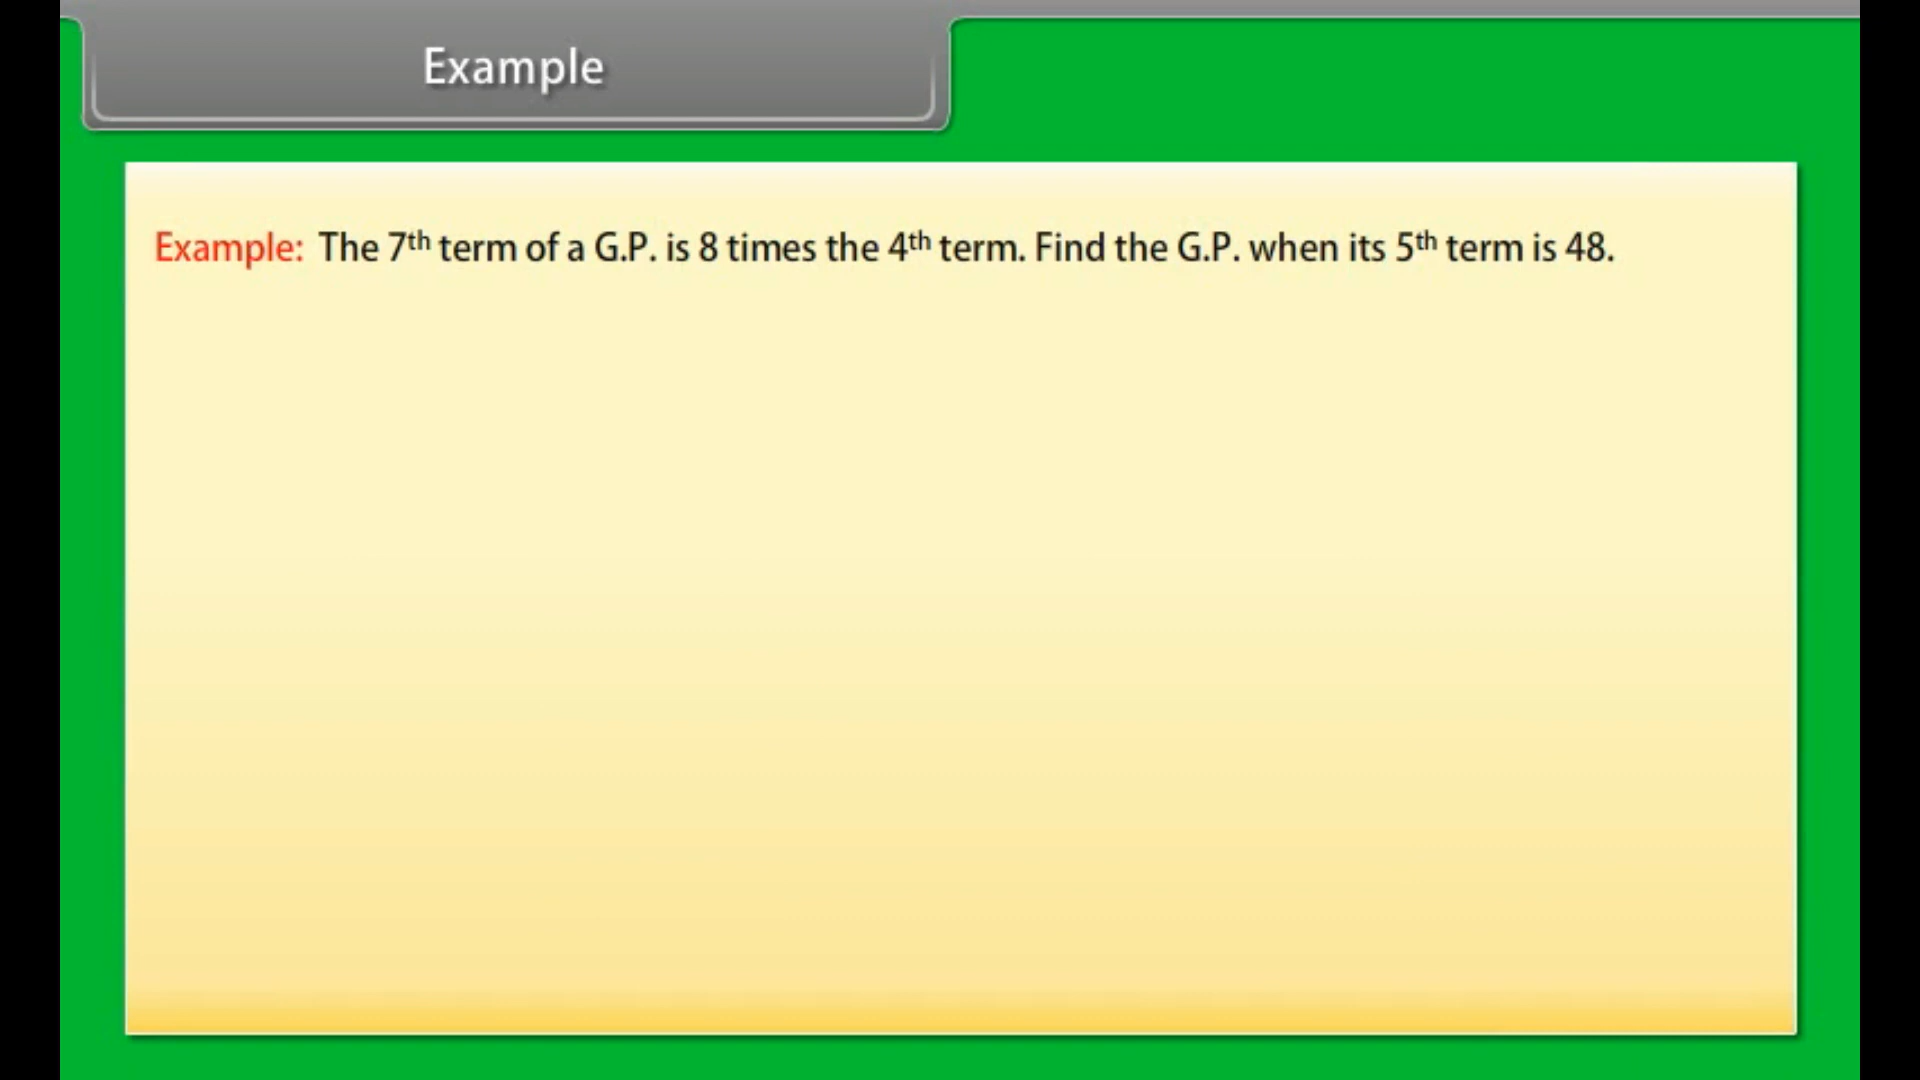 Example
Example: The 7th term of a G.P. is 8 times the 4th term. Find the G.P. when its 5th term is 48.